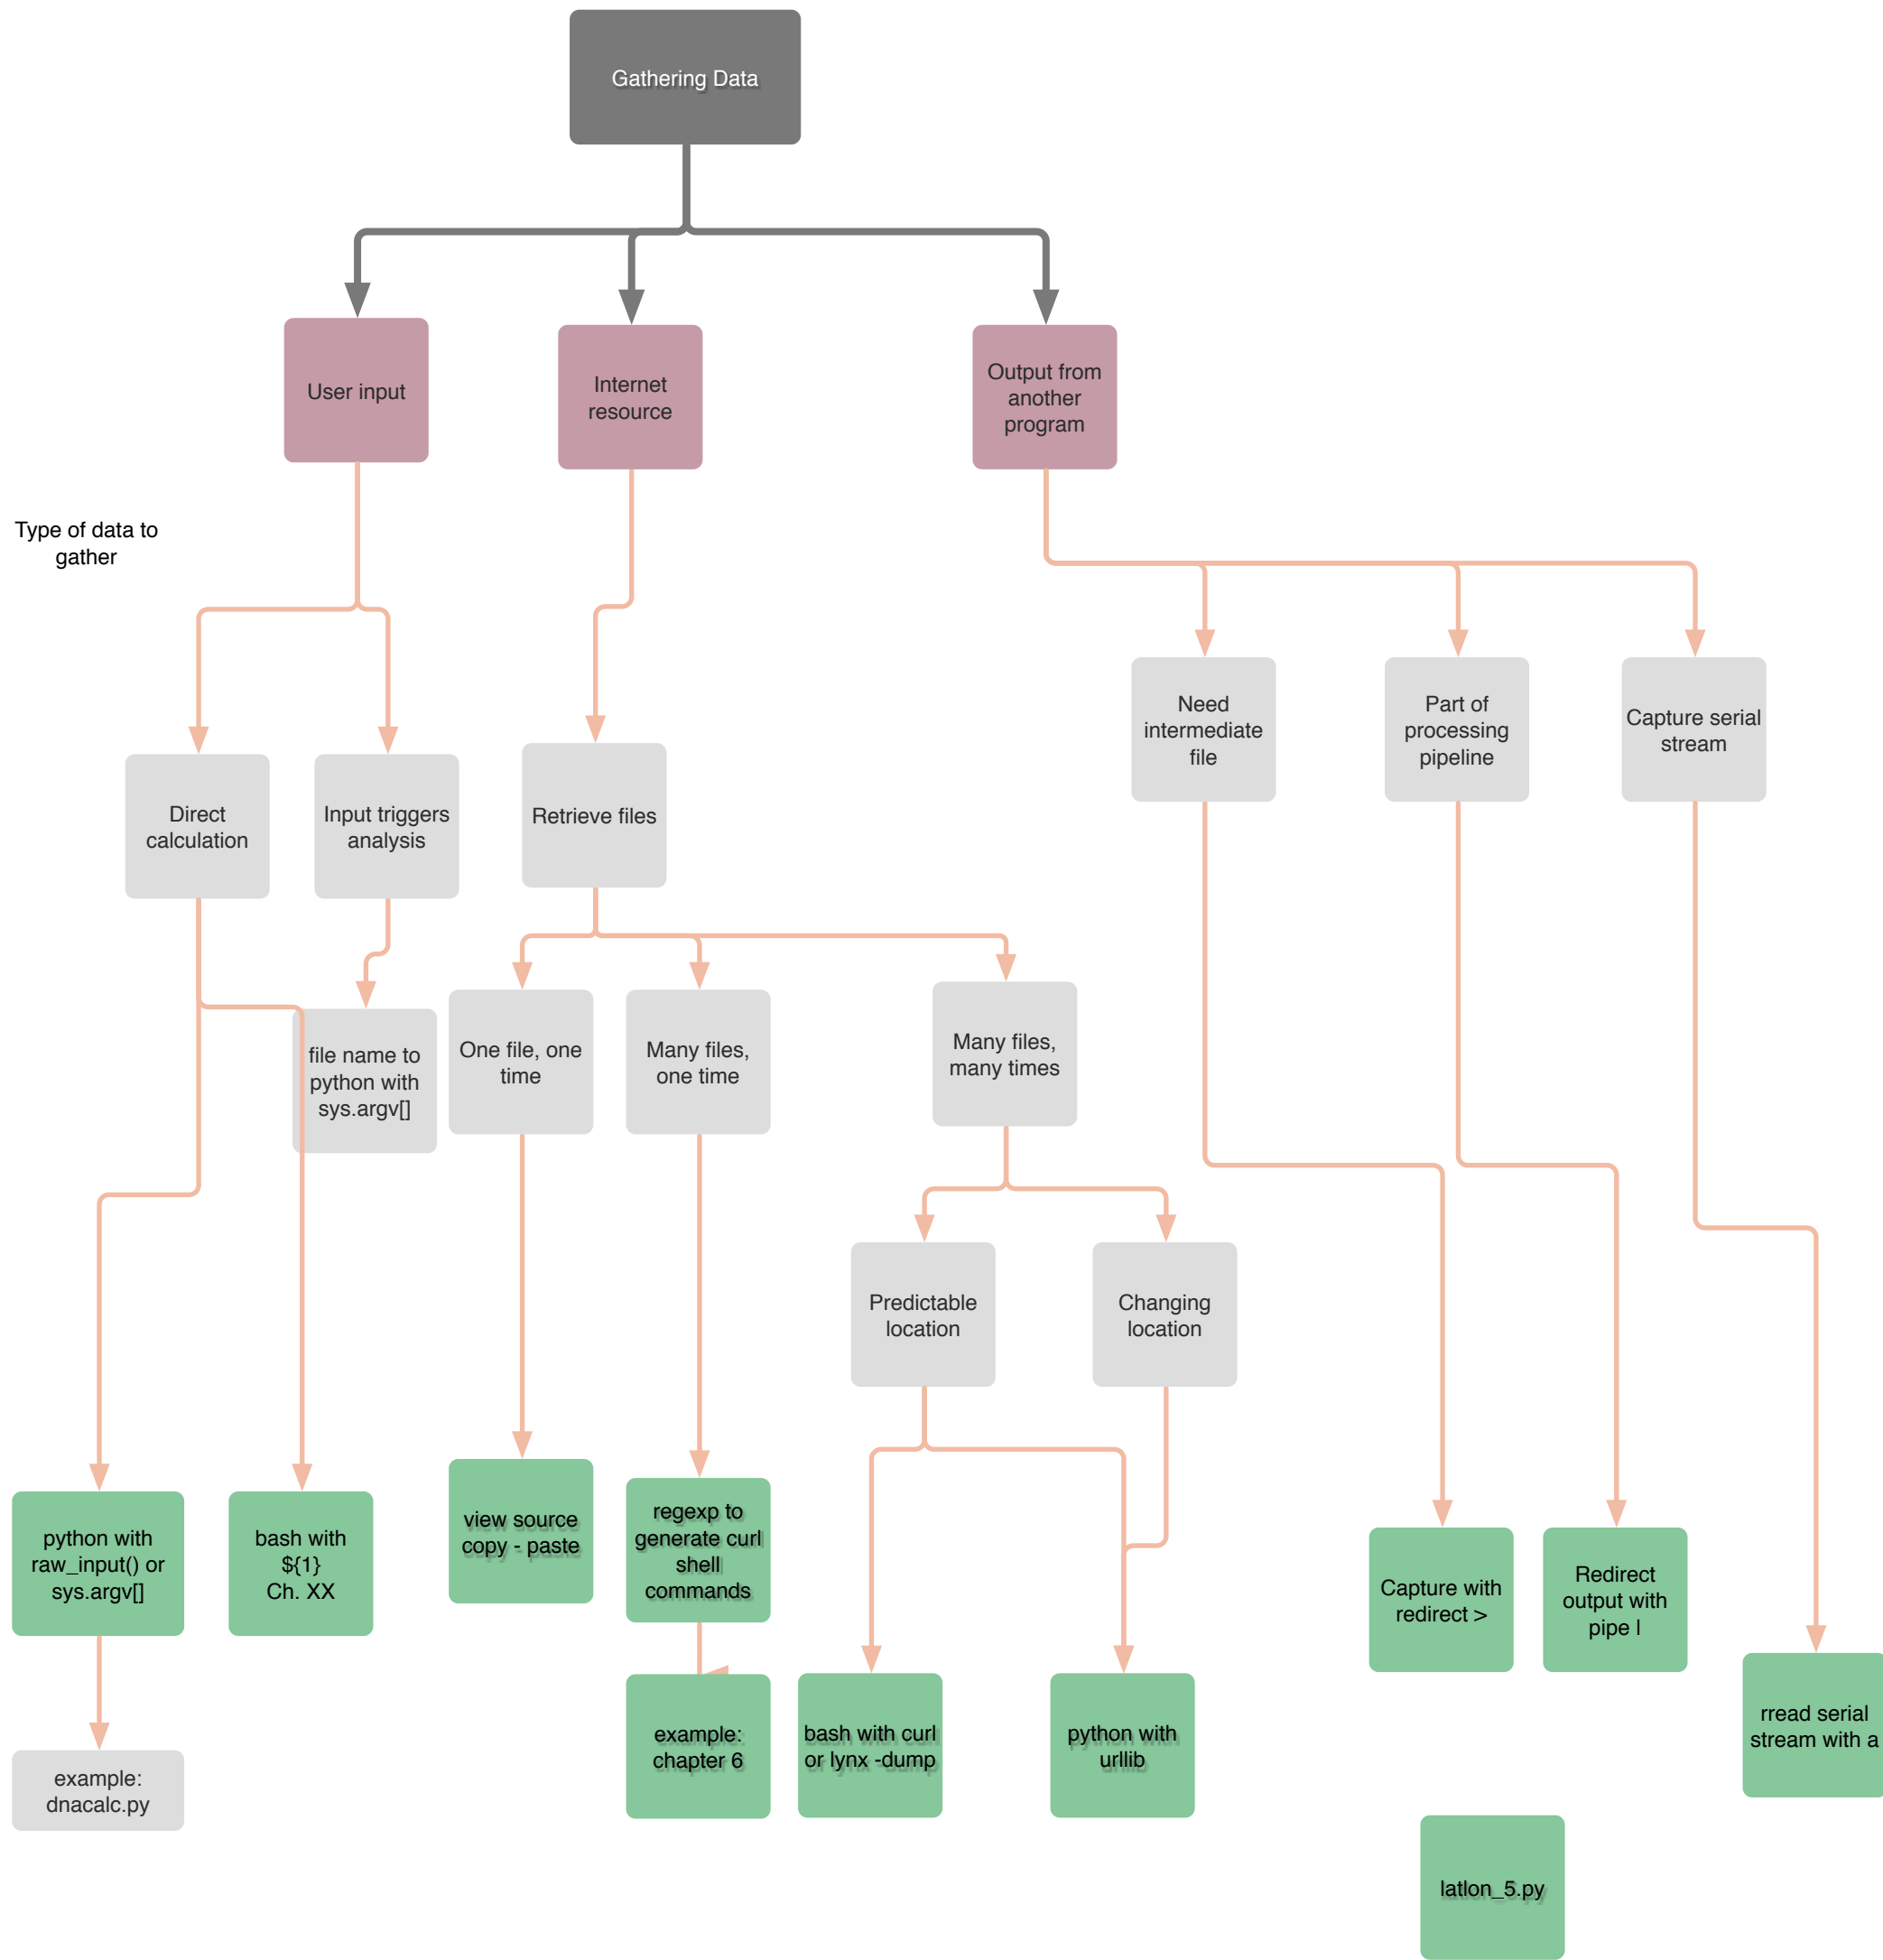 Gathering Data
User input
Internet
resource
Output from
another
program
Type of data to
gather
Need
intermediate
file
Part of
processing
pipeline
Capture serial
stream
Direct
calculation
Input triggers
analysis
Retrieve files
file name to
python with
sys.argv[]
One file, one
time
Many files,
one time
Many files,
many times
Predictable
location
Changing
location
python with
raw_input() or
sys.argv[]
bash with
${1}
Ch. XX
view source
copy - paste
regexp to
generate curl
shell
commands
Capture with
redirect >
Redirect
output with
pipe |
example:
chapter 6
bash with curl
or lynx -dump
python with
urllib
rread serial
stream with a
example:
dnacalc.py
latlon_5.py